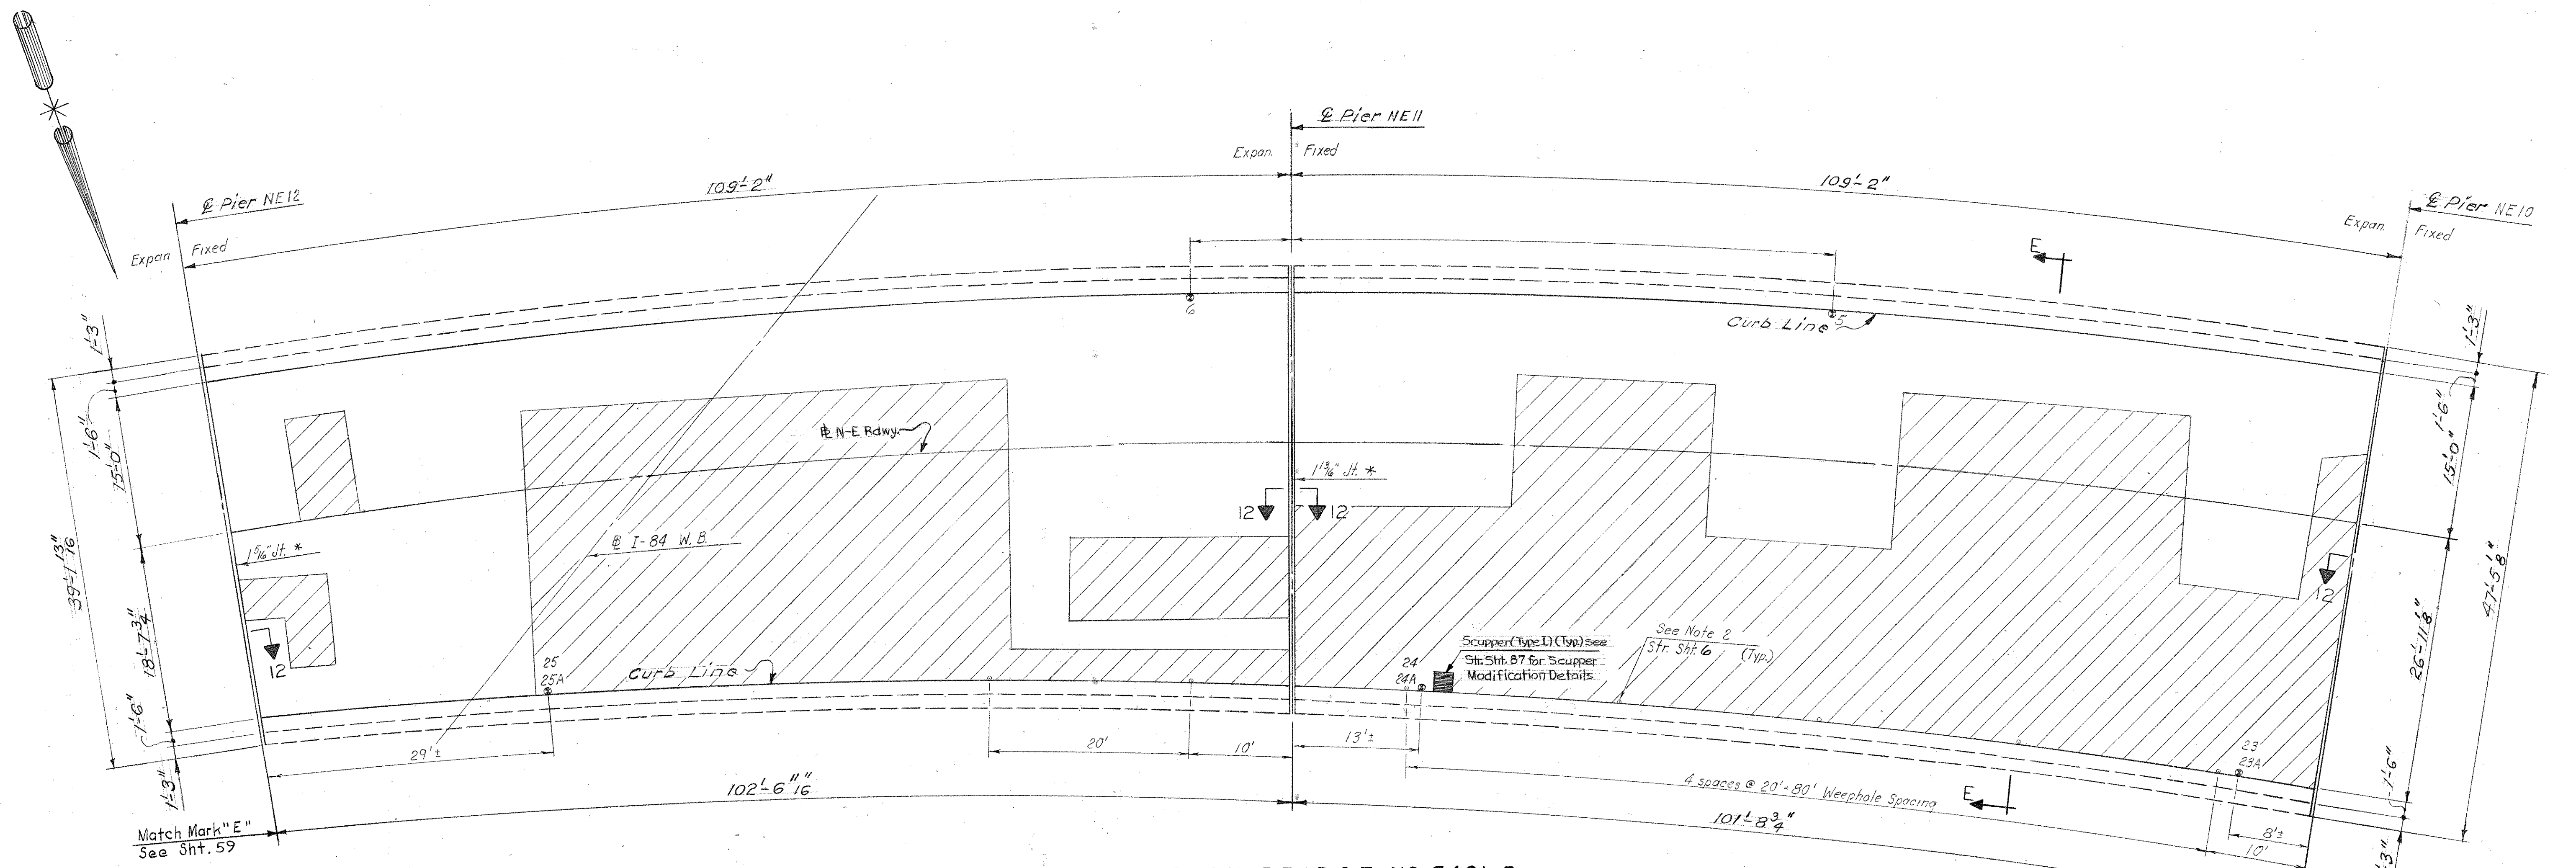 ℄ Pier NE11
Expan.
Fixed
109'-2"
109'-2"
℄ Pier NE12
Expan
Fixed
℄ Pier NE10
Expan.
Fixed
E
6
5
Curb Line
1'-3"
1'-6"
15'-0"
39'-1 13/16"
18'-7 3/4"
1'-6"
1'-3"
1'-3"
1'-6"
15'-0"
47'-5 1/8"
26'-11 1/8"
1'-6"
1'-3"
℄ N-E Rdwy.
1 13/16" Jt. *
12
12
℄ I-84 W.B.
1 5/16" Jt. *
12
12
25
25A
Curb Line
24
24A
Scupper (Type I) (Typ.) see
Str. Sht. 87 for Scupper
Modification Details
See Note 2
Str. Sht. 6 (Typ.)
23
23A
29'±
20'
10'
13'±
4 spaces @ 20'=80' Weephole Spacing
E
8'±
10'
102'-6 11/16"
101'-8 3/4"
Match Mark "E"
See Sht. 59